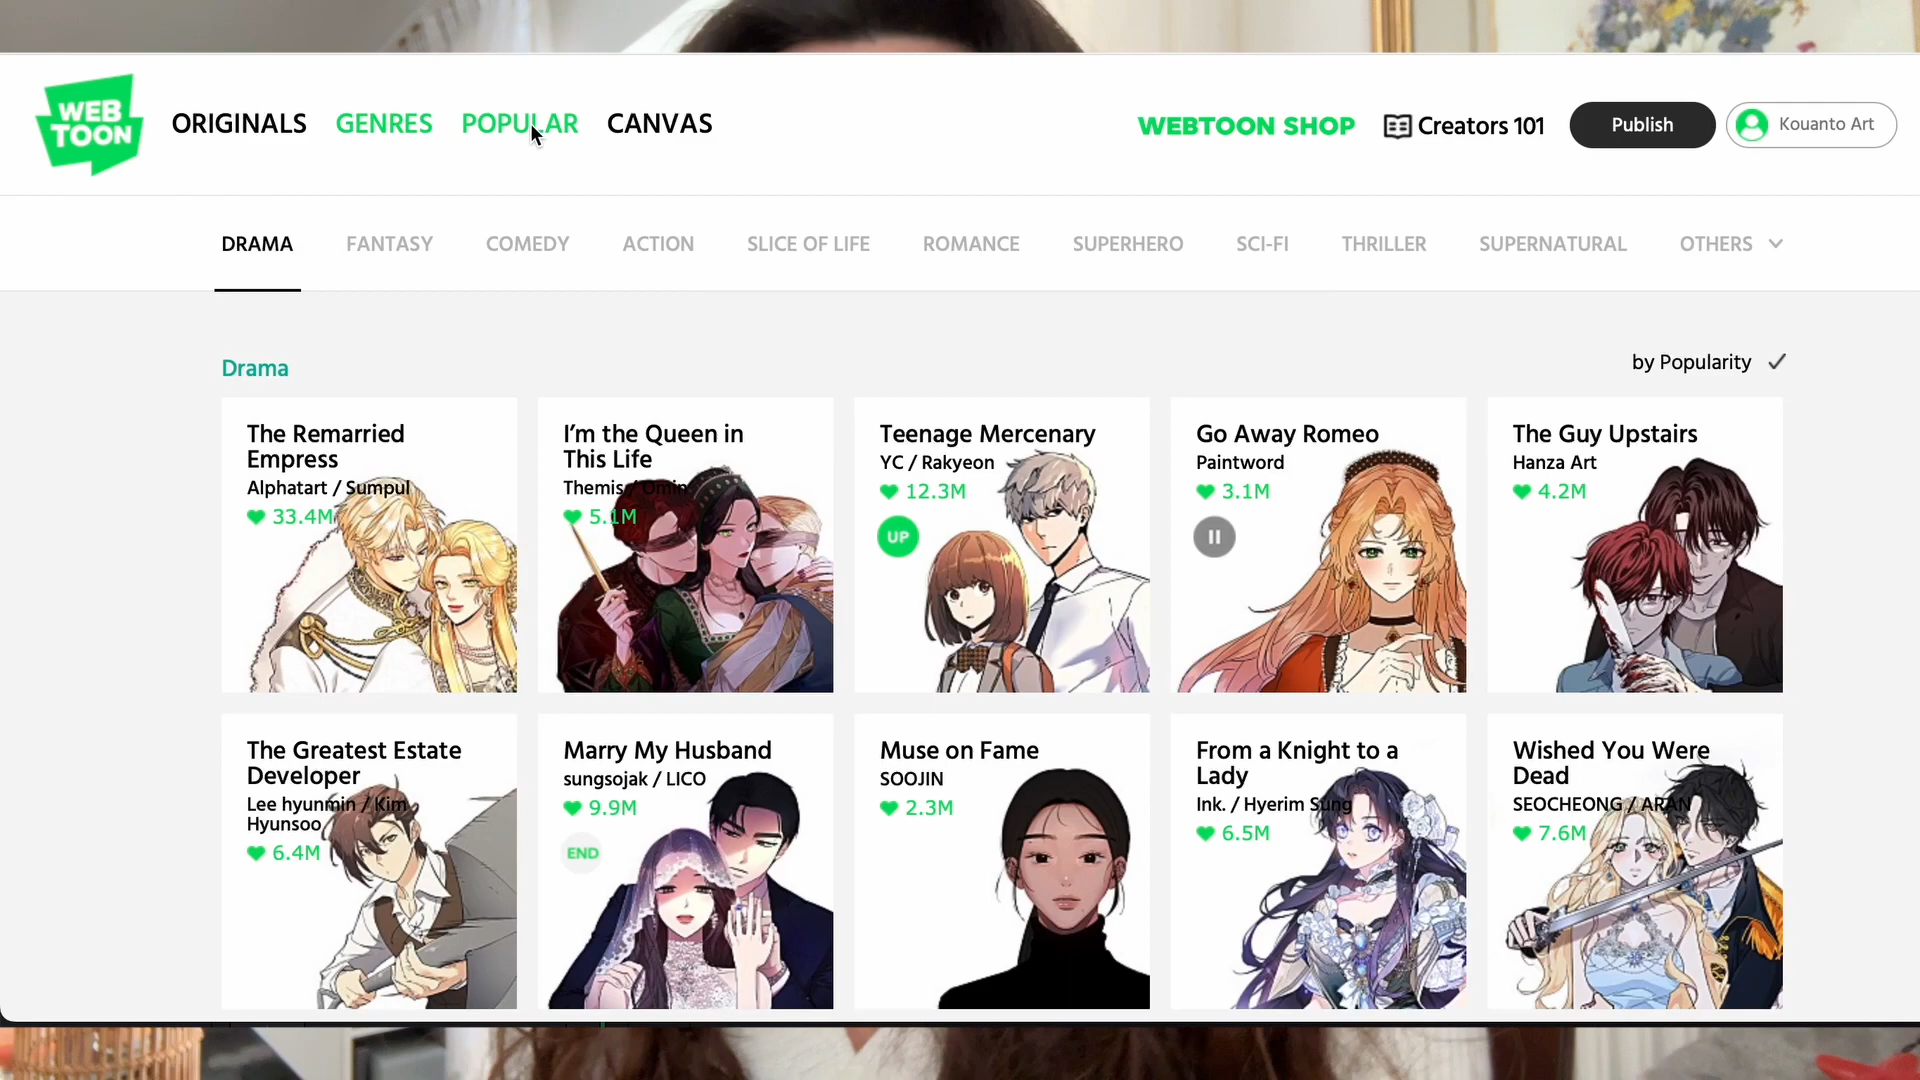 WEB
TOON
ORIGINALS
GENRES
POPULAR
CANVAS
WEBTOON SHOP
Creators 101
Publish
Kouanto Art
DRAMA
FANTASY
COMEDY
ACTION
SLICE OF LIFE
ROMANCE
SUPERHERO
SCI-FI
THRILLER
SUPERNATURAL
OTHERS
Drama
by Popularity
The Remarried
Empress
Alphatart / Sumpul
33.4M
I’m the Queen in
This Life
Themis / Omin
5.1M
Teenage Mercenary
YC / Rakyeon
12.3M
UP
Go Away Romeo
Paintword
3.1M
The Guy Upstairs
Hanza Art
4.2M
The Greatest Estate
Developer
Lee hyunmin / Kim
Hyunsoo
6.4M
Marry My Husband
sungsojak / LICO
9.9M
END
Muse on Fame
SOOJIN
2.3M
From a Knight to a
Lady
Ink. / Hyerim Sung
6.5M
Wished You Were
Dead
SEOCHEONG / ARAN
7.6M